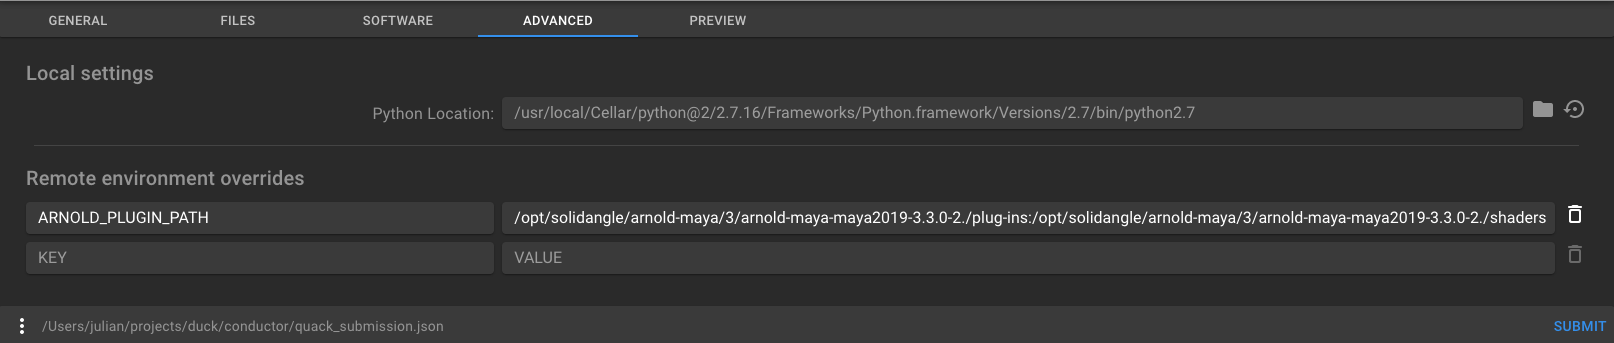 GENERAL FILES SOFTWARE ADVANCED PREVIEW
Local settings
Python Location: /usr/local/Cellar/python@2/2.7.16/Frameworks/Python.framework/Versions/2.7/bin/python2.7
Remote environment overrides
ARNOLD_PLUGIN_PATH /opt/solidangle/arnold-maya/3/arnold-maya-maya2019-3.3.0-2./plug-ins:/opt/solidangle/arnold-maya/3/arnold-maya-maya2019-3.3.0-2./shaders
KEY VALUE
/Users/julian/projects/duck/conductor/quack_submission.json SUBMIT